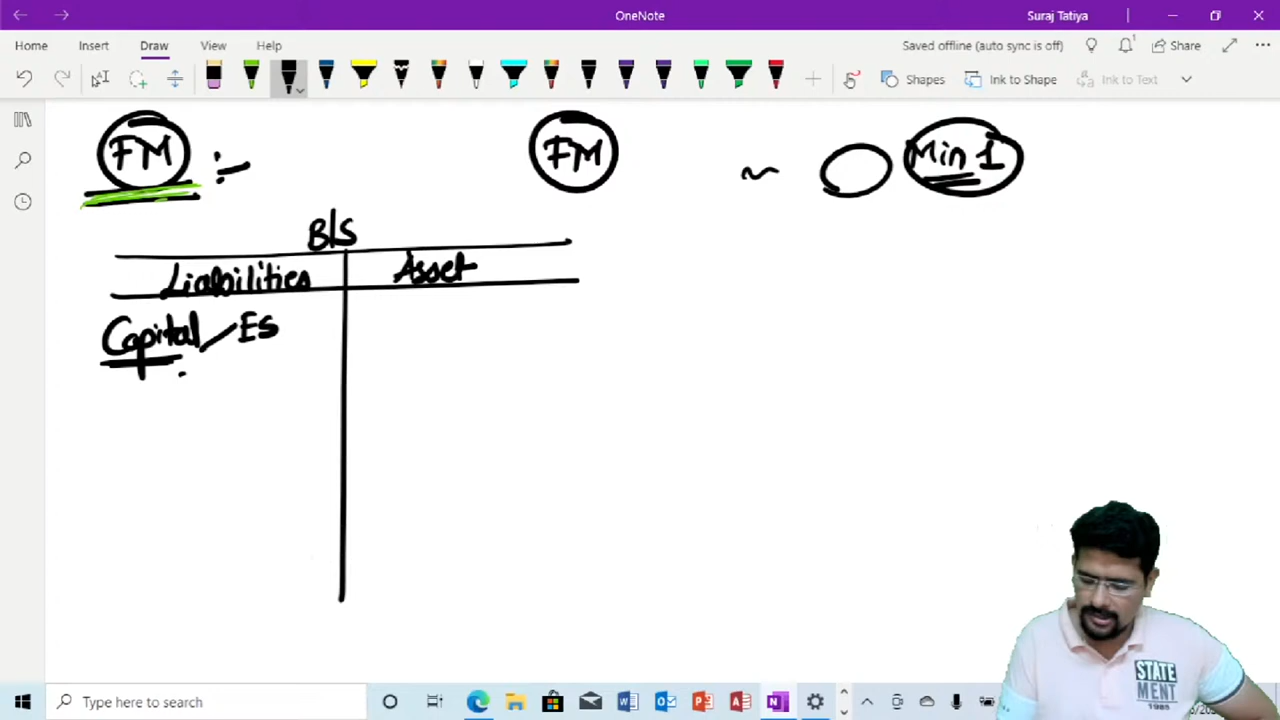 OneNote
Suraj Tatiya
Home Insert Draw View Help
Saved offline (auto sync is off) Share
Shapes Ink to Shape Ink to Text
FM :- FM ~ Min 1
B/S
Liabilities Asset
Capital / ES
STATE
MENT
1985
Type here to search